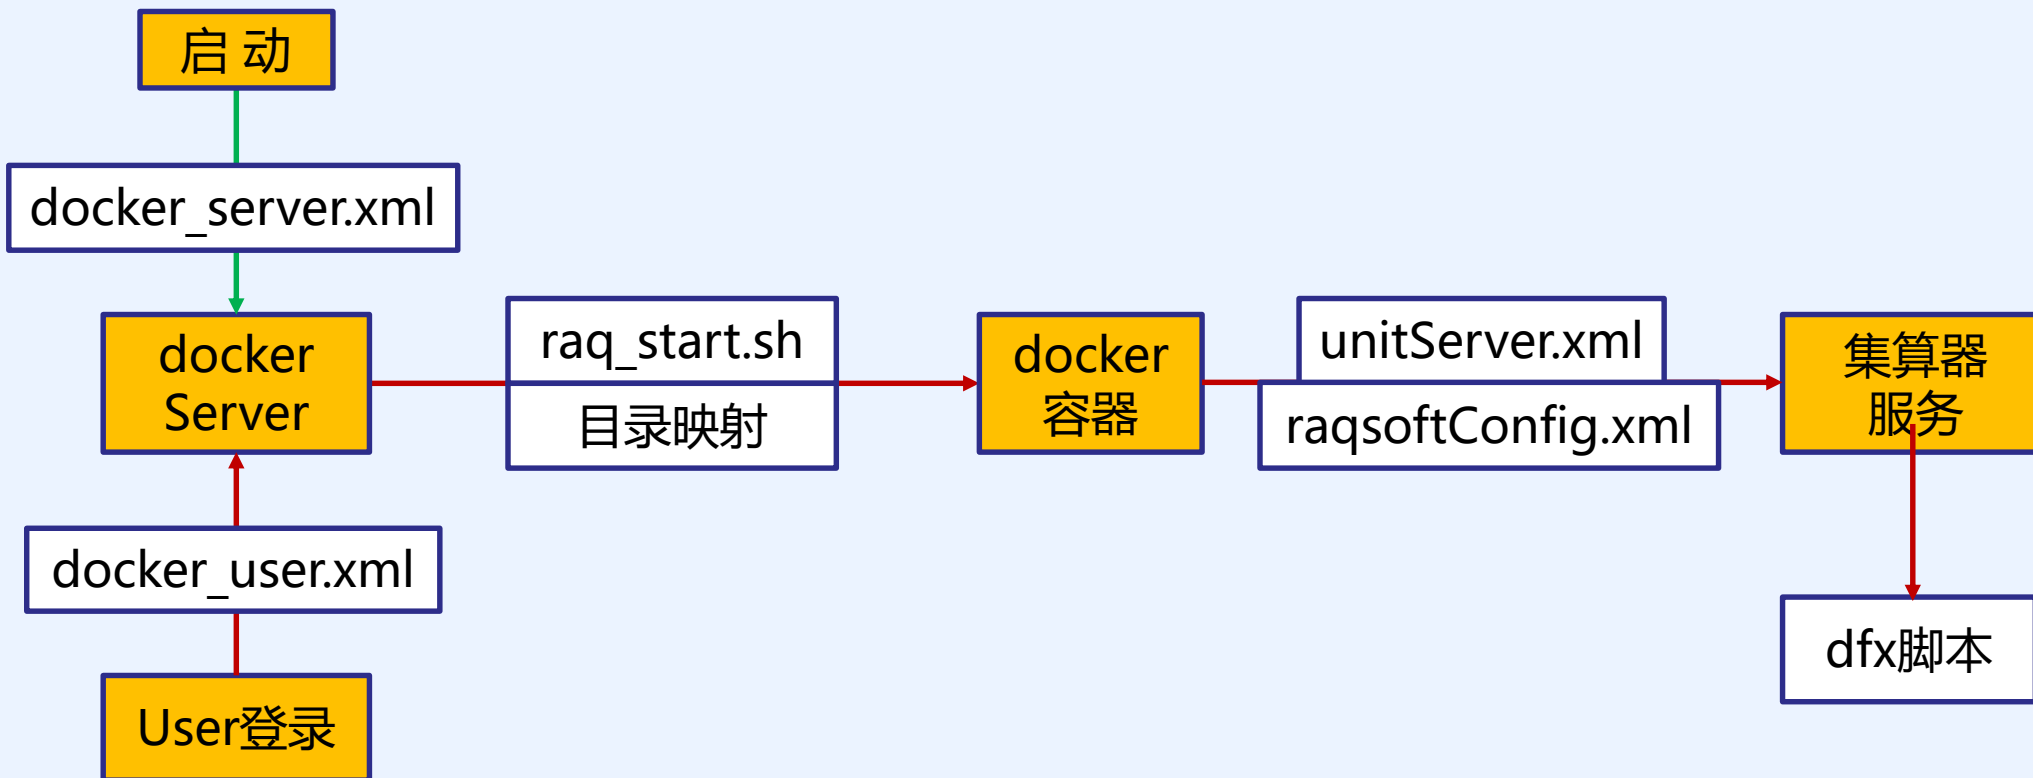 启 动
docker_server.xml
docker
Server
raq_start.sh
目录映射
docker
容器
unitServer.xml
raqsoftConfig.xml
集算器
服务
docker_user.xml
User登录
dfx脚本